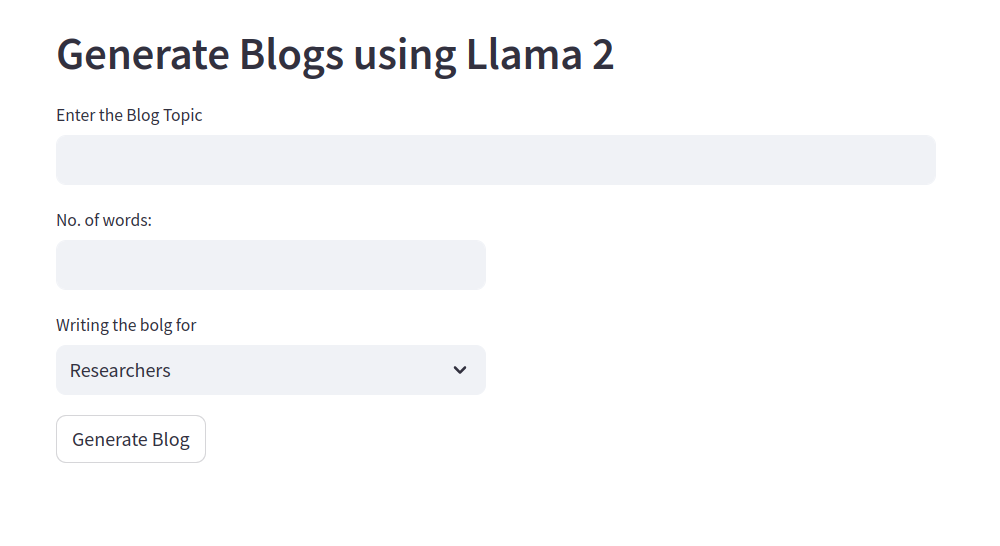 Generate Blogs using Llama 2
Enter the Blog Topic
No. of words:
Writing the bolg for
Researchers
Generate Blog